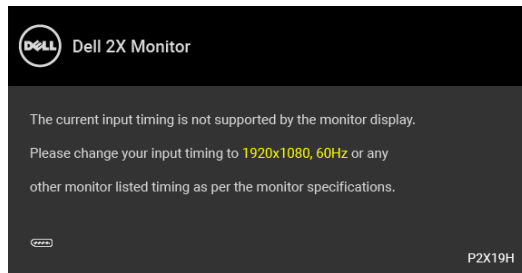 DELL
Dell 2X Monitor
The current input timing is not supported by the monitor display.
Please change your input timing to 1920x1080, 60Hz or any
other monitor listed timing as per the monitor specifications.
P2X19H